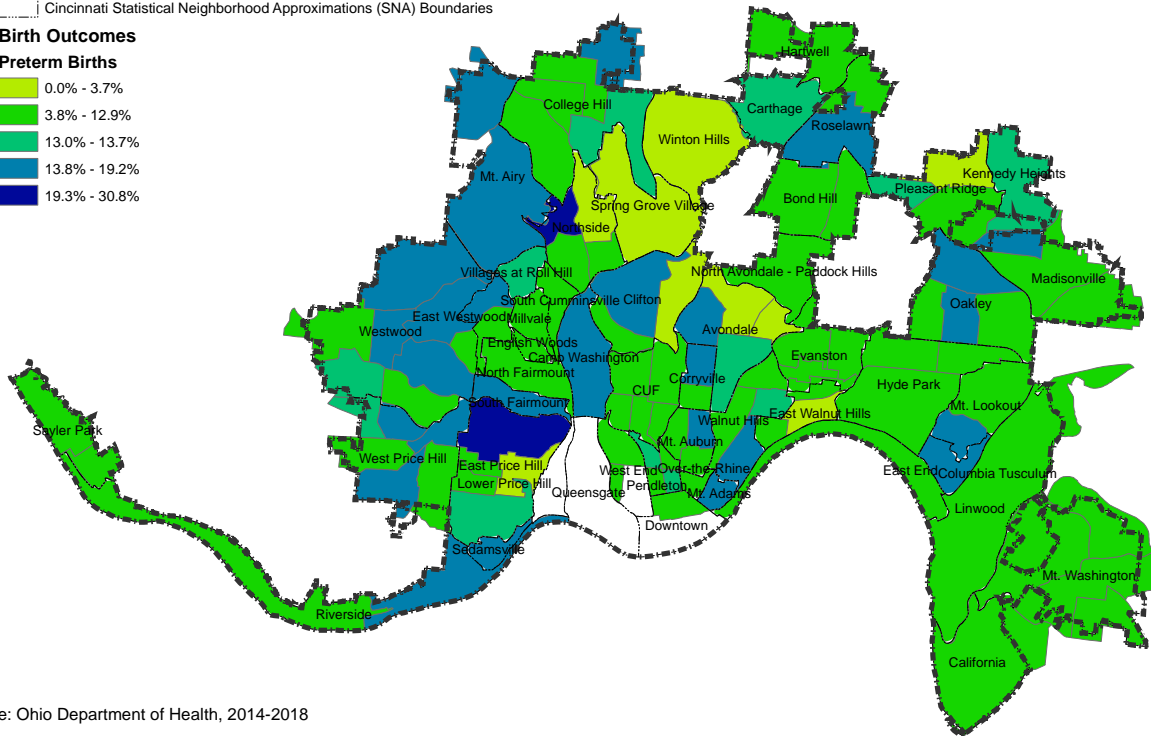 Cincinnati Statistical Neighborhood Approximations (SNA) Boundaries
Birth Outcomes
Preterm Births
0.0% - 3.7%
3.8% - 12.9%
13.0% - 13.7%
13.8% - 19.2%
19.3% - 30.8%
Hartwell
College Hill
Carthage
Roselawn
Winton Hills
Mt. Airy
Kennedy Heights
Pleasant Ridge
Bond Hill
Spring Grove Village
Northside
Villages at Roll Hill
North Avondale - Paddock Hills
Madisonville
South Cumminsville
Clifton
Oakley
East Westwood
Millvale
Westwood
Avondale
English Woods
Camp Washington
Evanston
North Fairmount
Corryville
CUF
Hyde Park
South Fairmount
Mt. Lookout
East Walnut Hills
Walnut Hills
Sayler Park
Mt. Auburn
West Price Hill
East Price Hill
West End
Over-the-Rhine
East End
Columbia Tusculum
Lower Price Hill
Pendleton
Queensgate
Mt. Adams
Linwood
Downtown
Sedamsville
Mt. Washington
Riverside
California
e: Ohio Department of Health, 2014-2018